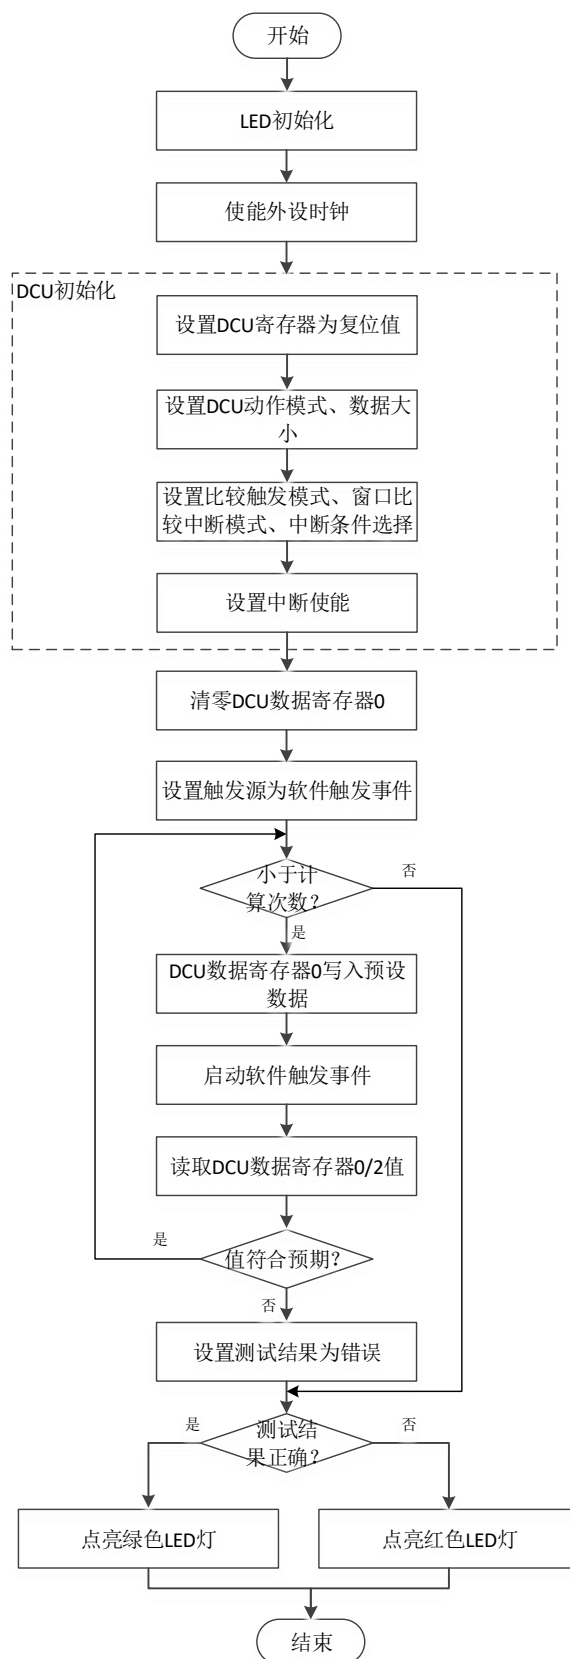 开始
LED初始化
使能外设时钟
DCU初始化
设置DCU寄存器为复位值
设置DCU动作模式、数据大
小
设置比较触发模式、窗口比
较中断模式、中断条件选择
设置中断使能
清零DCU数据寄存器0
设置触发源为软件触发事件
小于计
算次数？
否
是
DCU数据寄存器0写入预设
数据
启动软件触发事件
读取DCU数据寄存器0/2值
是
值符合预期？
否
设置测试结果为错误
是
测试结
果正确？
否
点亮绿色LED灯
点亮红色LED灯
结束